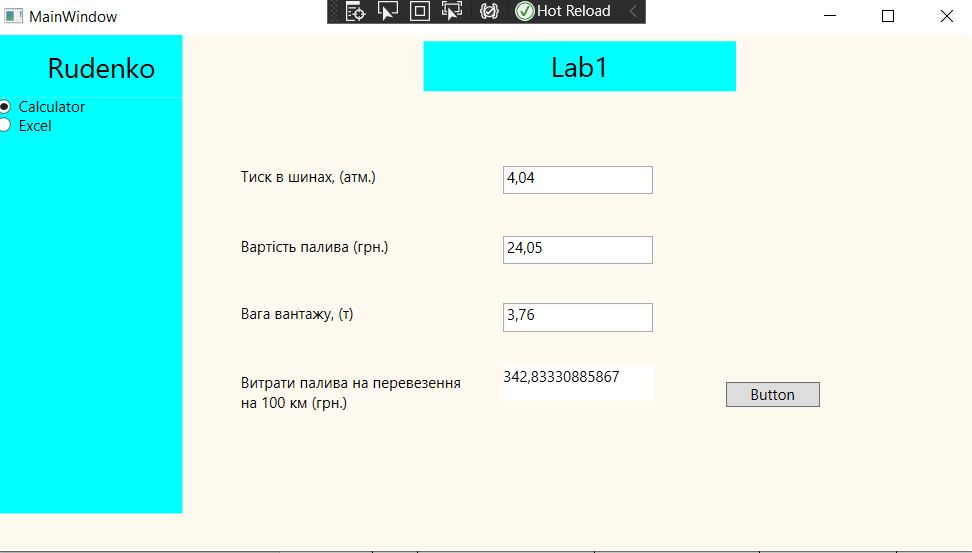 MainWindow
Hot Reload
Rudenko
Lab1
Calculator
Excel
Тиск в шинах, (атм.)
4,04
Вартість палива (грн.)
24,05
Вага вантажу, (т)
3,76
Витрати палива на перевезення
на 100 км (грн.)
342,83330885867
Button